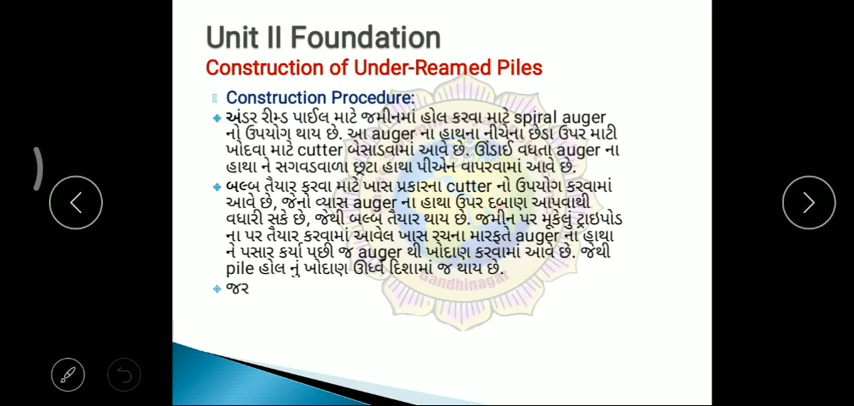 Unit II Foundation
Construction of Under-Reamed Piles
Construction Procedure:
અંડર રીમ્ડ પાઈલ માટે જમીનમાં હોલ કરવા માટે spiral auger
નો ઉપયોગ થાય છે. આ auger ના હાથના નીચેના છેડા ઉપર માટી
ખોદવા માટે cutter બેસાડવામાં આવે છે. ઊંડાઈ વધતા auger ના
હાથા ને સગવડવાળા છૂટા હાથા પીએન વાપરવામાં આવે છે.
બલ્બ તૈયાર કરવા માટે ખાસ પ્રકારના cutter નો ઉપયોગ કરવામાં
આવે છે, જેનો વ્યાસ auger ના હાથા ઉપર દબાણ આપવાથી
વધારી સકે છે, જેથી બલ્બ તૈયાર થાય છે. જમીન પર મૂકેલું ટ્રાઇપોડ
ના પર તૈયાર કરવામાં આવેલ ખાસ રચના મારફતે auger ના હાથા
ને પસાર કર્યા પછી જ auger થી ખોદાણ કરવામાં આવે છે. જેથી
pile હોલ નું ખોદાણ ઊર્ધ્વ દિશામાં જ થાય છે.
જર
Gandhinagar